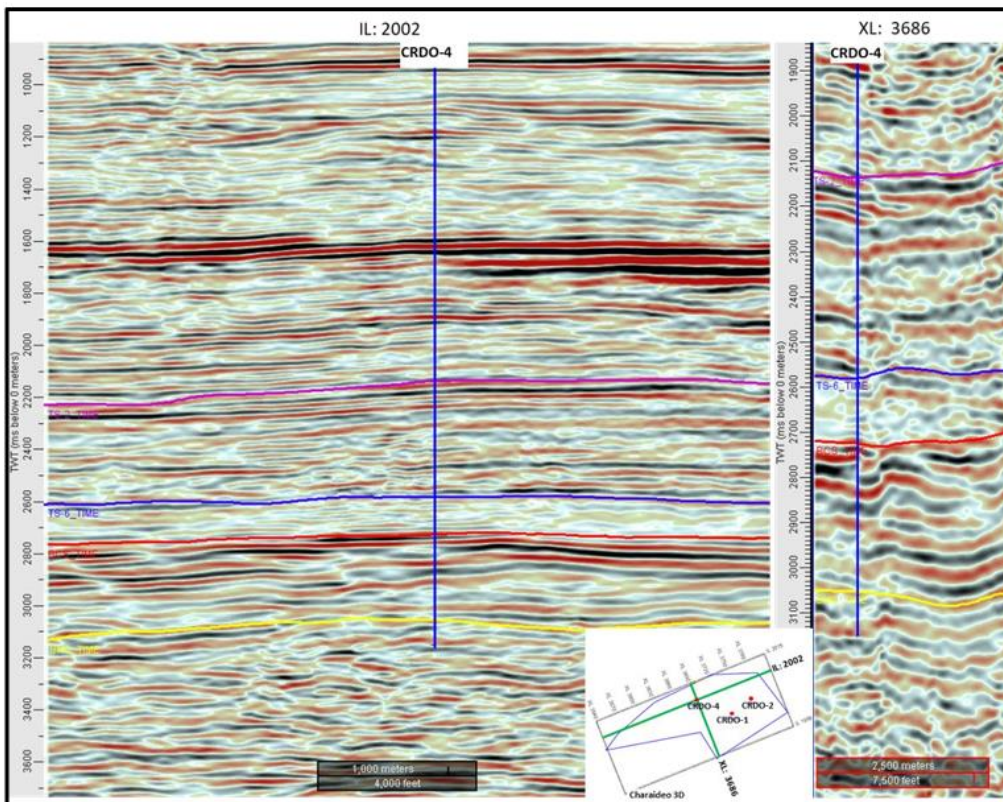 IL: 2002
XL: 3686
CRDO-4
CRDO-4
TWT (ms below 0 meters)
1000
1200
1400
1600
1800
2000
2200
2400
2600
2800
3000
3200
3400
3600
TS-6_TIME
1,000 meters
4,000 feet
TWT (ms below 0 meters)
1900
2000
2100
2200
2300
2400
2500
2600
2700
2800
2900
3000
3100
TS-6_TIME
2,500 meters
7,500 feet
IL: 2002
CRDO-4
CRDO-2
CRDO-1
XL: 3686
Charaideo 3D